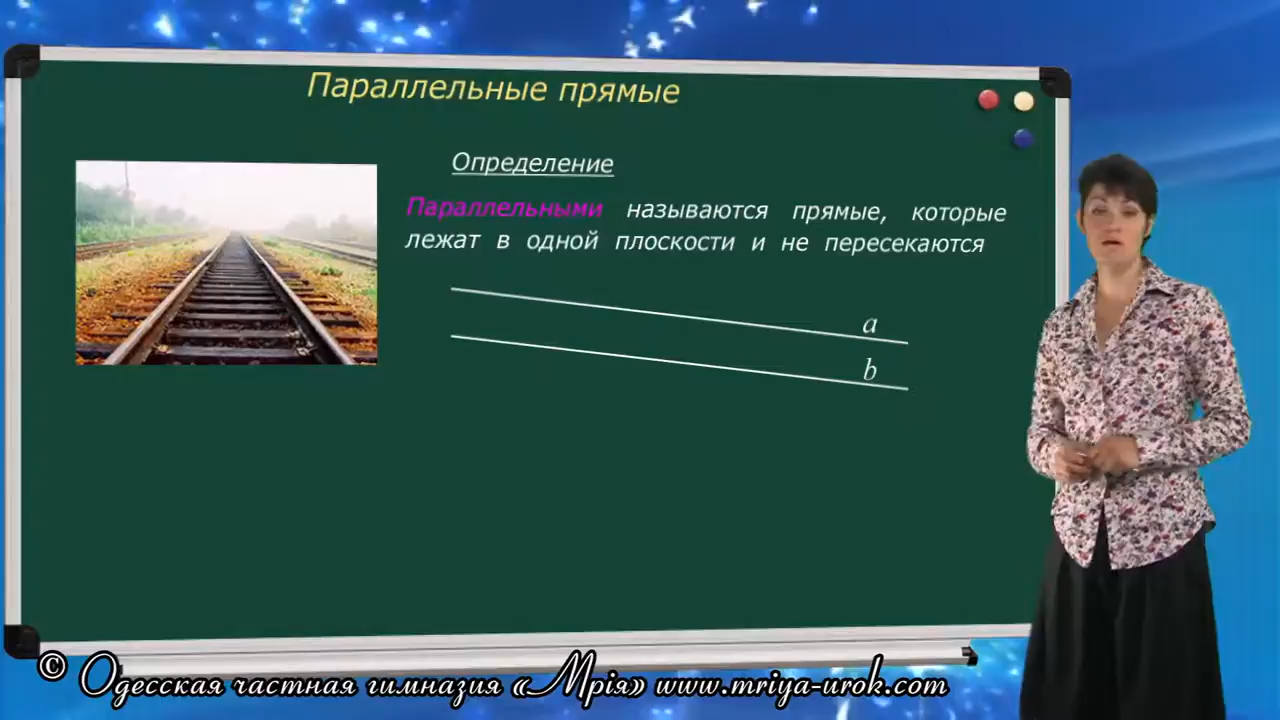 Параллельные прямые
Определение
Параллельными называются прямые, которые
лежат в одной плоскости и не пересекаются
a
b
© Одесская частная гимназия «Мрія» www.mriya-urok.com